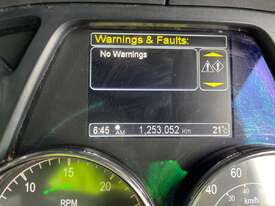 Warnings & Faults:
No Warnings
6:45 AM 1,253,052 Km 21°C
10 15 20
RPM
40 60
40
km/h